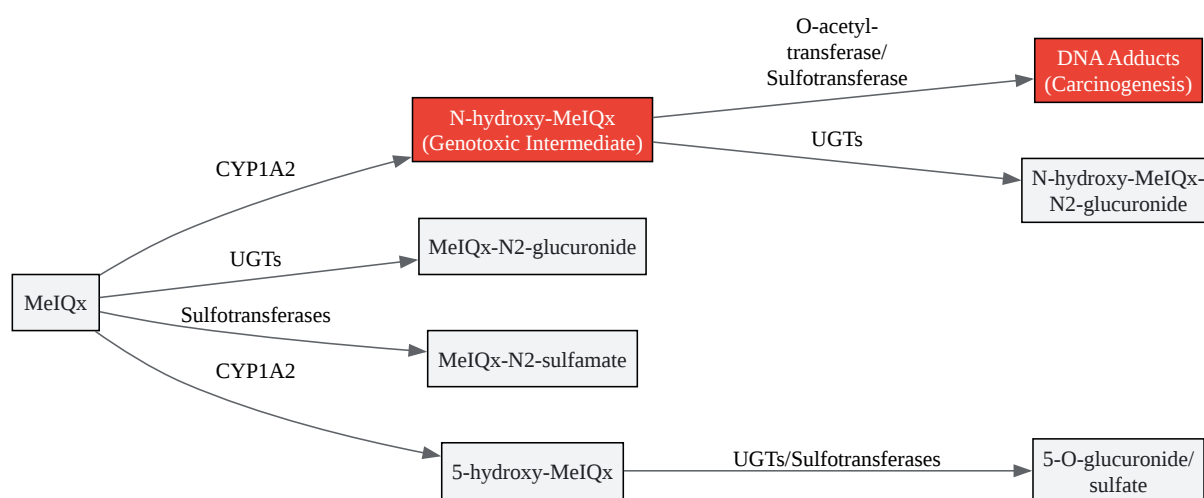 O-acetyl-
transferase/
Sulfotransferase
DNA Adducts
(Carcinogenesis)
N-hydroxy-MeIQx
(Genotoxic Intermediate)
UGTs
CYP1A2
N-hydroxy-MeIQx-
N2-glucuronide
MeIQx-N2-glucuronide
UGTs
MeIQx
Sulfotransferases
MeIQx-N2-sulfamate
CYP1A2
5-hydroxy-MeIQx
UGTs/Sulfotransferases
5-O-glucuronide/
sulfate